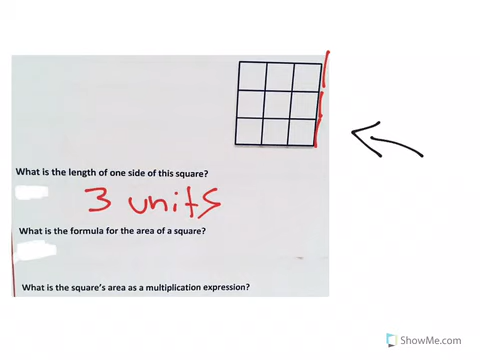 What is the length of one side of this square?
3 units
What is the formula for the area of a square?
What is the square's area as a multiplication expression?
ShowMe.com